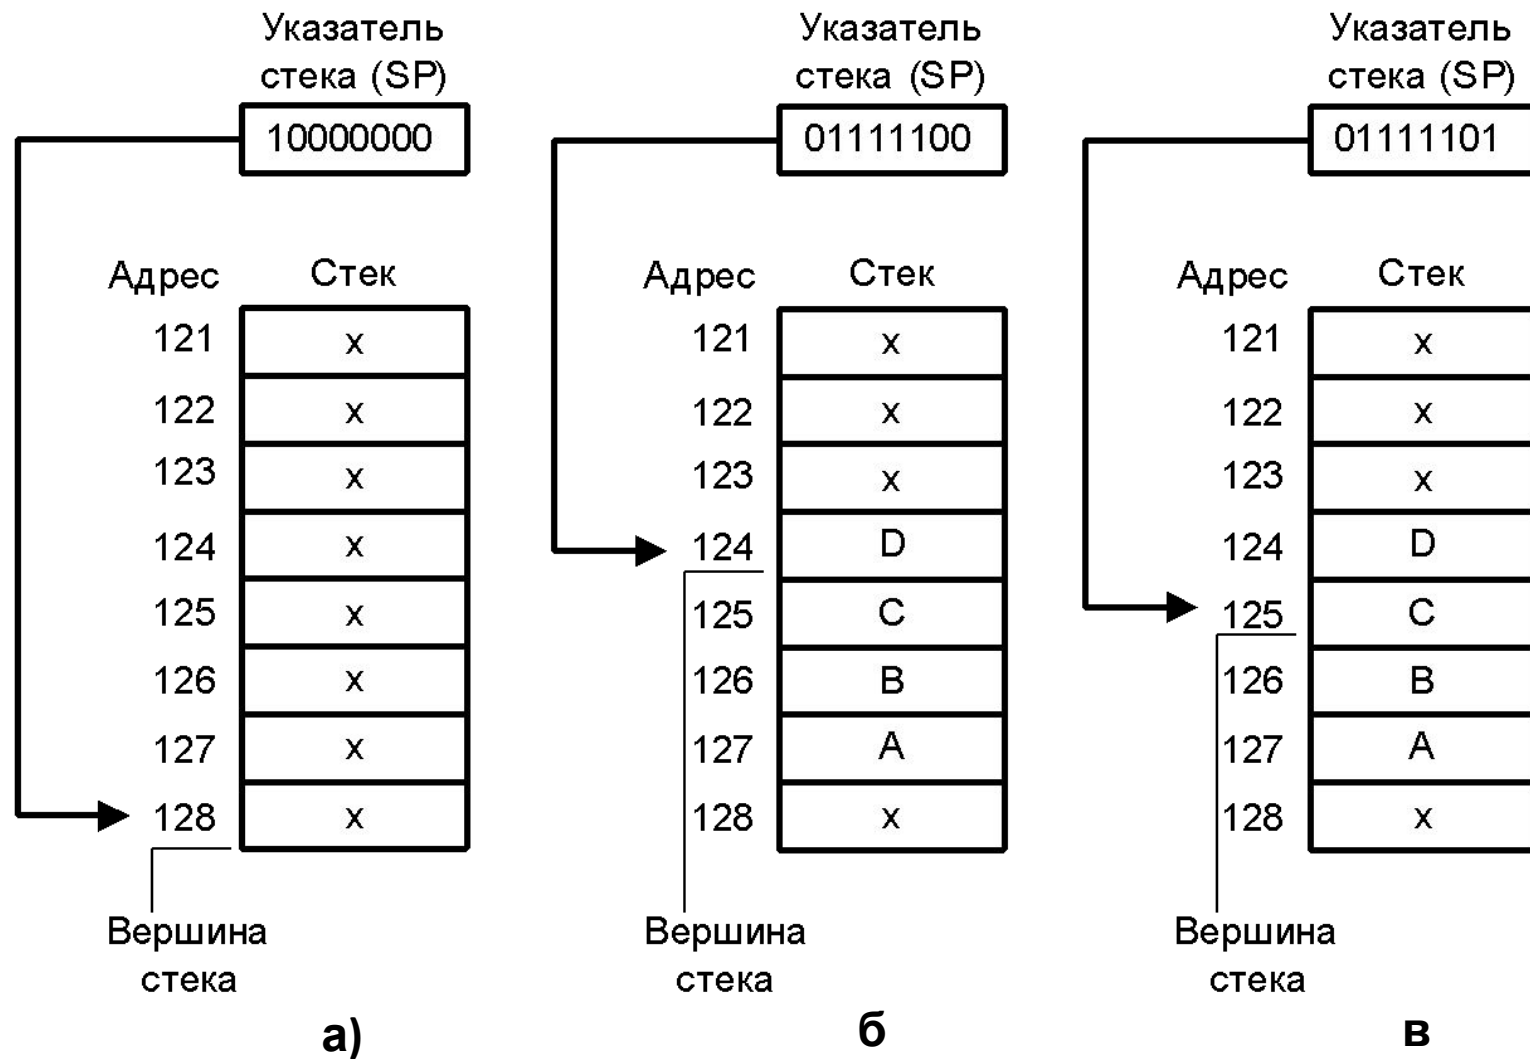 Указатель
стека (SP)
10000000
Адрес Стек
121 x
122 x
123 x
124 x
125 x
126 x
127 x
128 x
Вершина
стека
а)
Указатель
стека (SP)
01111100
Адрес Стек
121 x
122 x
123 x
124 D
125 C
126 B
127 A
128 x
Вершина
стека
б
Указатель
стека (SP)
01111101
Адрес Стек
121 x
122 x
123 x
124 D
125 C
126 B
127 A
128 x
Вершина
стека
в